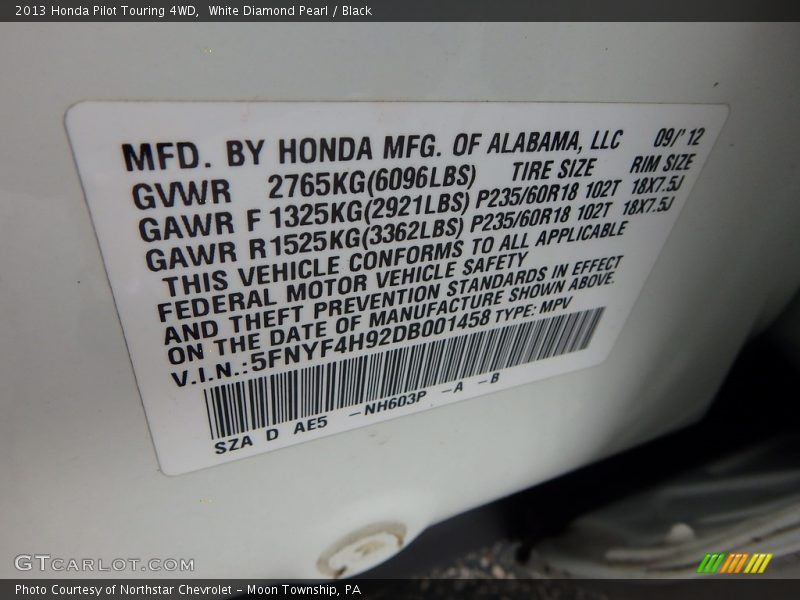 2013 Honda Pilot Touring 4WD,  White Diamond Pearl / Black
MFD. BY HONDA MFG. OF ALABAMA, LLC 09/'12
GVWR 2765KG(6096LBS) TIRE SIZE RIM SIZE
GAWR F 1325KG(2921LBS) P235/60R18 102T 18X7.5J
GAWR R 1525KG(3362LBS) P235/60R18 102T 18X7.5J
THIS VEHICLE CONFORMS TO ALL APPLICABLE
FEDERAL MOTOR VEHICLE SAFETY
AND THEFT PREVENTION STANDARDS IN EFFECT
ON THE DATE OF MANUFACTURE SHOWN ABOVE.
V.I.N.:5FNYF4H92DB001458 TYPE: MPV
SZA D AE5 -NH603P -A -B
GTCARLOT.COM
Photo Courtesy of Northstar Chevrolet - Moon Township, PA